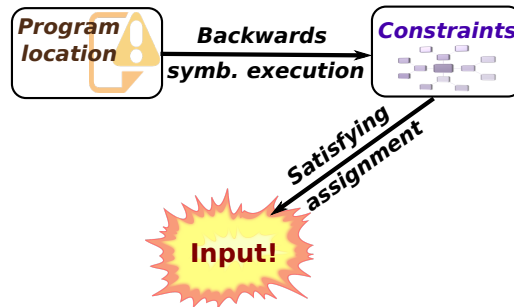 Program
location
Backwards
symb. execution
Constraints
Satisfying
assignment
Input!